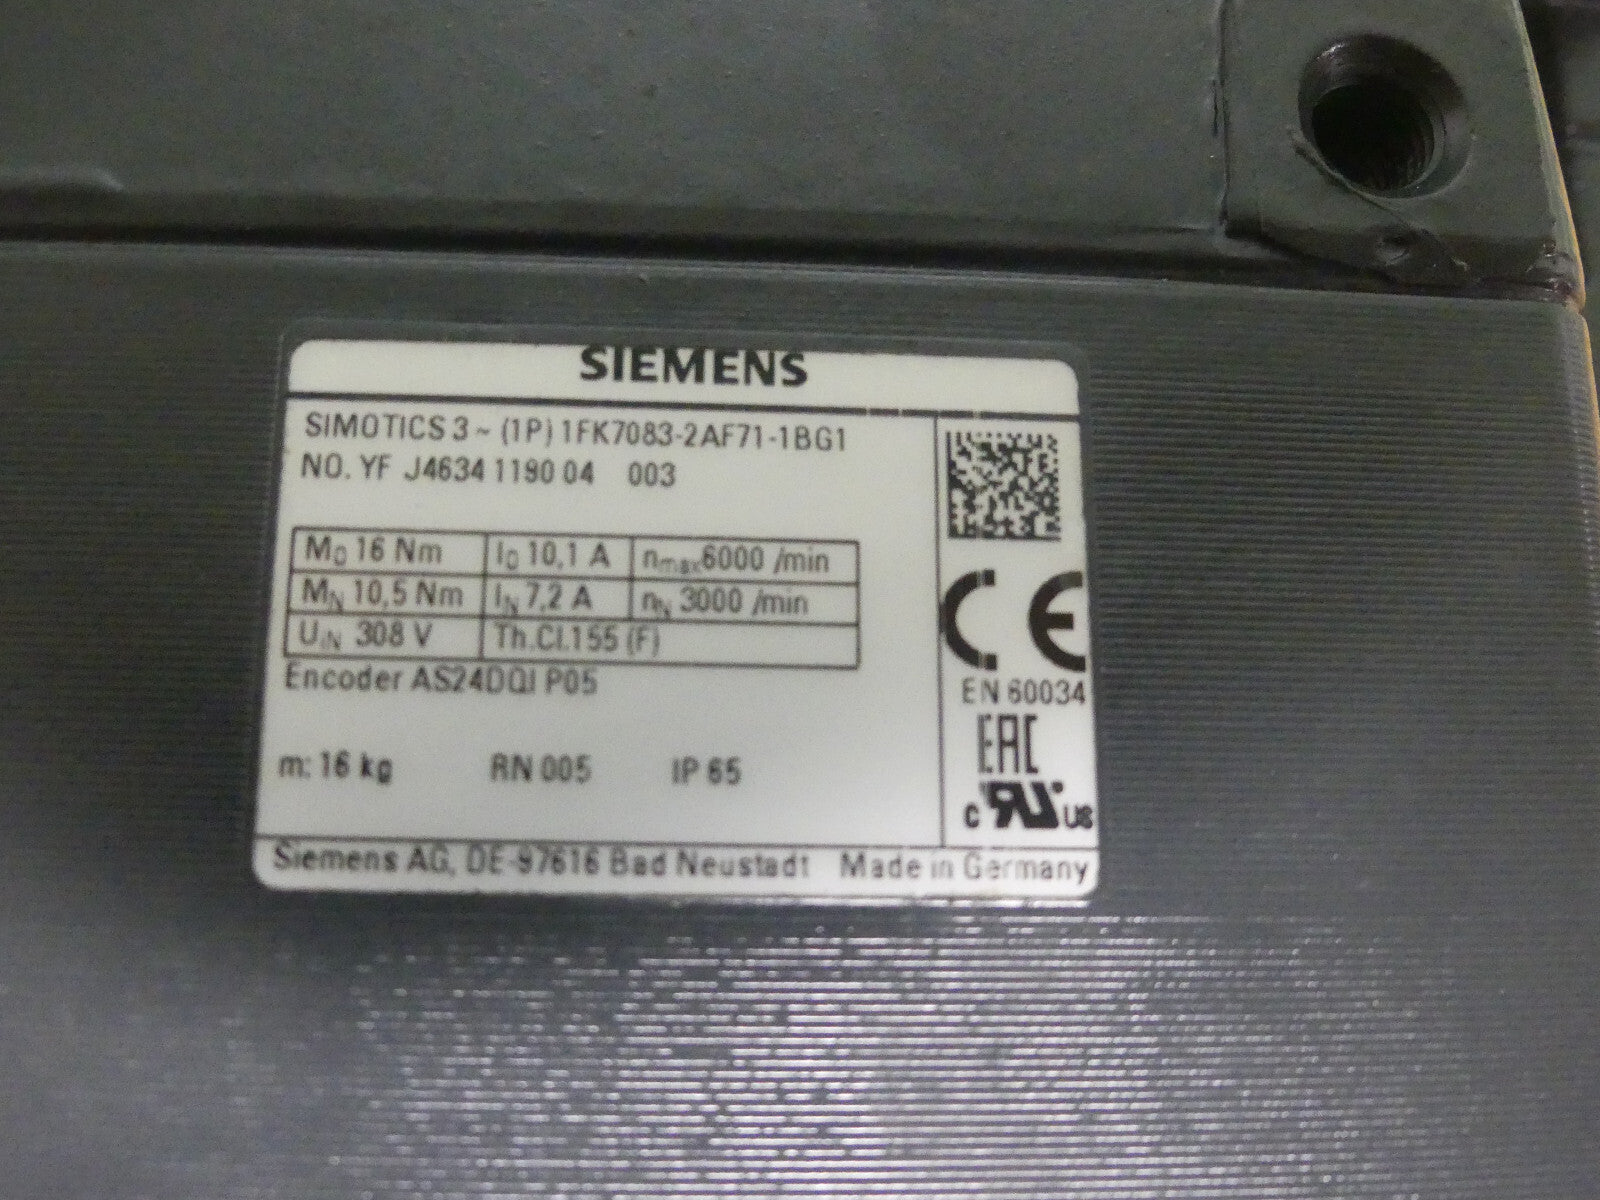 SIEMENS
SIMOTICS 3 ~ (1P) 1FK7083-2AF71-1BG1
NO. YF J4634 1190 04 003
M0 16 Nm I0 10,1 A nmax 6000 /min
MN 10,5 Nm IN 7,2 A nN 3000 /min
UiN 308 V Th.Cl.155 (F)
Encoder AS24DQI P05
m: 16 kg RN 005 IP 65
CE
EN 60034
EAC
c RU us
Siemens AG, DE-97616 Bad Neustadt Made in Germany